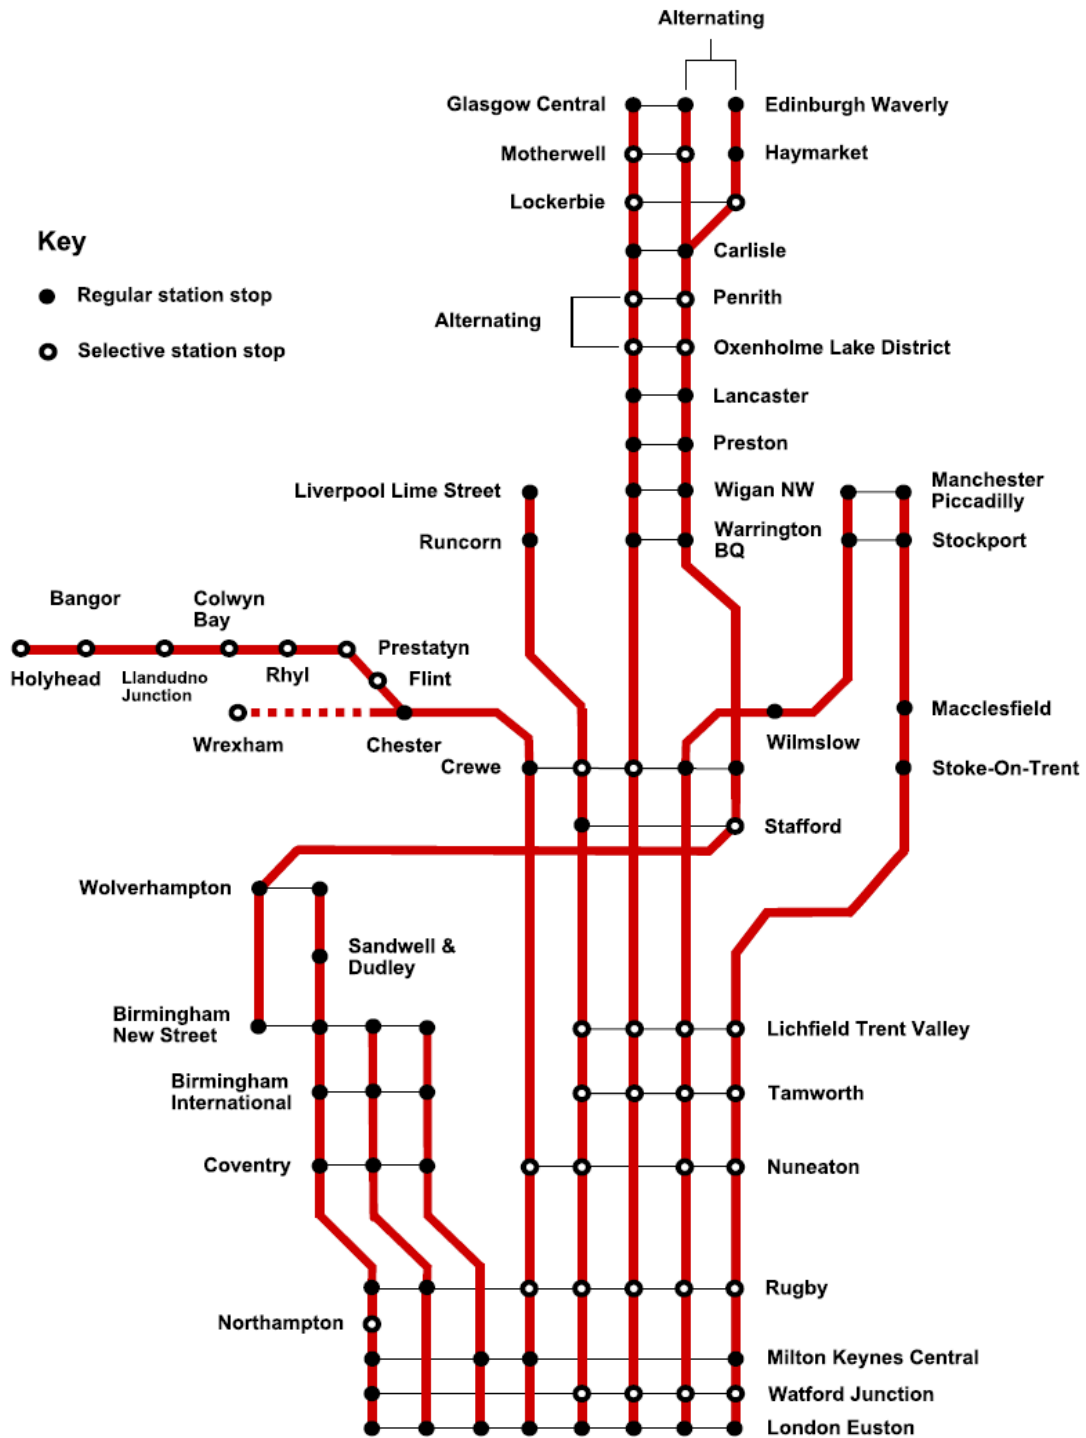 Alternating
Glasgow Central
Edinburgh Waverly
Motherwell
Haymarket
Lockerbie
Key
Carlisle
Regular station stop
Penrith
Alternating
Selective station stop
Oxenholme Lake District
Lancaster
Preston
Liverpool Lime Street
Wigan NW
Manchester
Piccadilly
Runcorn
Warrington
BQ
Stockport
Bangor
Colwyn
Bay
Prestatyn
Holyhead
Llandudno
Junction
Rhyl
Flint
Macclesfield
Wrexham
Chester
Wilmslow
Crewe
Stoke-On-Trent
Stafford
Wolverhampton
Sandwell &
Dudley
Birmingham
New Street
Lichfield Trent Valley
Birmingham
International
Tamworth
Coventry
Nuneaton
Rugby
Northampton
Milton Keynes Central
Watford Junction
London Euston